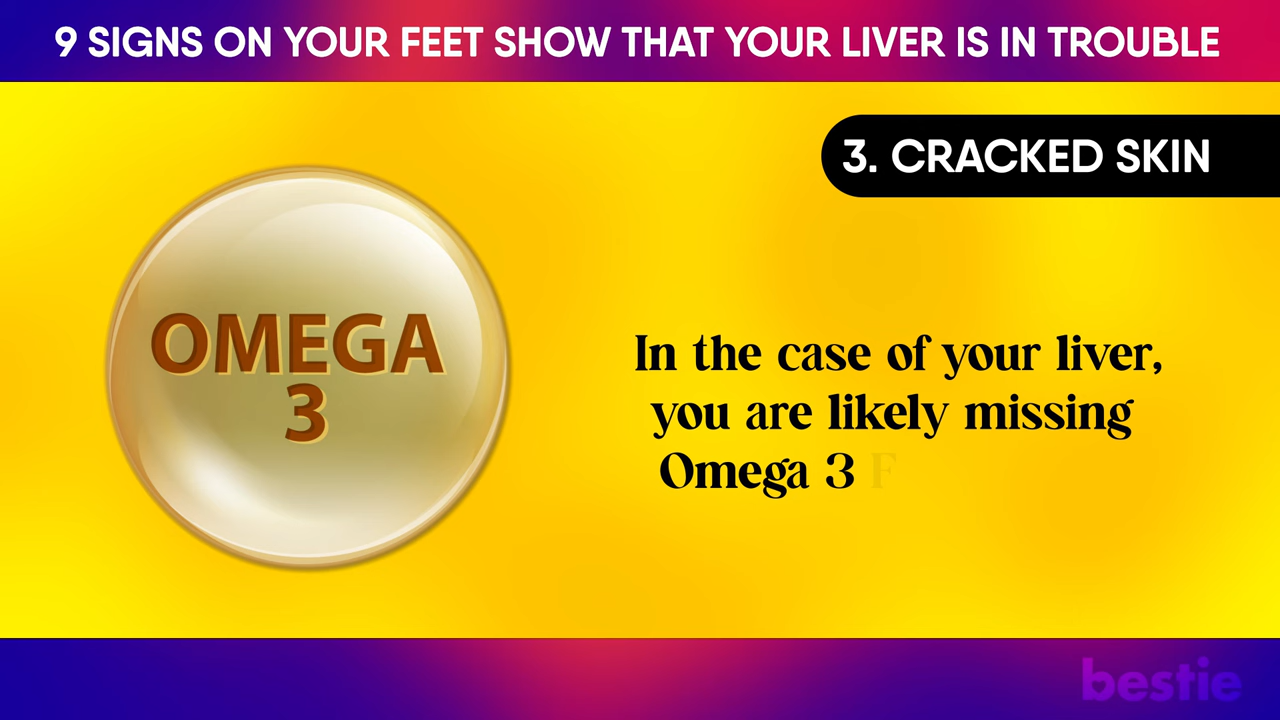 9 SIGNS ON YOUR FEET SHOW THAT YOUR LIVER IS IN TROUBLE
3. CRACKED SKIN
OMEGA
3
In the case of your liver,
you are likely missing
Omega 3 F
bestie